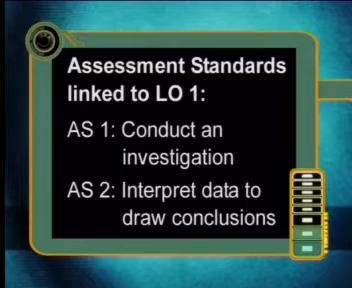 Assessment Standards
linked to LO 1:
AS 1: Conduct an
investigation
AS 2: Interpret data to
draw conclusions